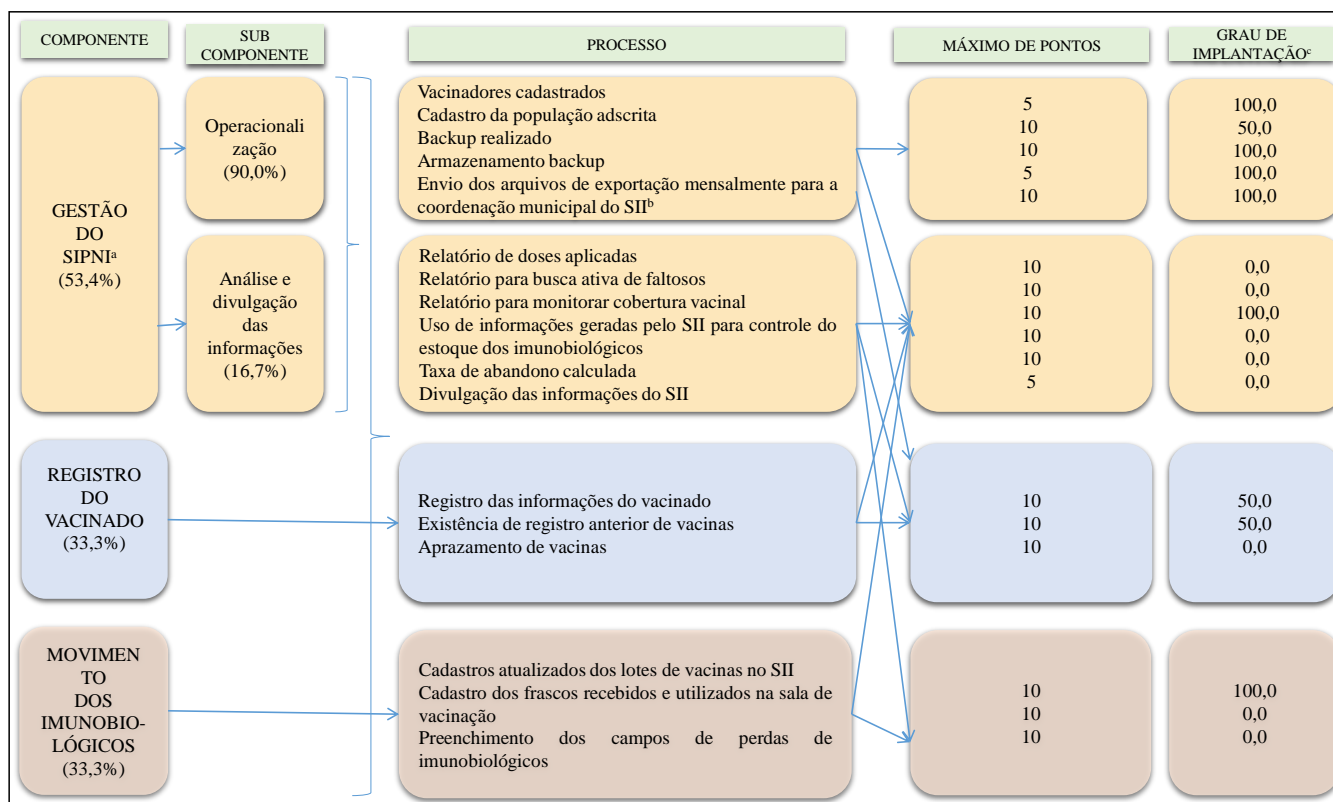 COMPONENTE
SUB
COMPONENTE
PROCESSO
MÁXIMO DE PONTOS
GRAU DE
IMPLANTAÇÃOᶜ
GESTÃO
DO
SIPNIᵃ
(53,4%)
Operacionali
zação
(90,0%)
Vacinadores cadastrados
Cadastro da população adscrita
Backup realizado
Armazenamento backup
Envio dos arquivos de exportação mensalmente para a
coordenação municipal do SIIᵇ
5
10
10
5
10
100,0
50,0
100,0
100,0
100,0
Análise e
divulgação
das
informações
(16,7%)
Relatório de doses aplicadas
Relatório para busca ativa de faltosos
Relatório para monitorar cobertura vacinal
Uso de informações geradas pelo SII para controle do
estoque dos imunobiológicos
Taxa de abandono calculada
Divulgação das informações do SII
10
10
10
10
10
5
0,0
0,0
100,0
0,0
0,0
0,0
REGISTRO
DO
VACINADO
(33,3%)
Registro das informações do vacinado
Existência de registro anterior de vacinas
Aprazamento de vacinas
10
10
10
50,0
50,0
0,0
MOVIMEN
TO
DOS
IMUNOBIO-
LÓGICOS
(33,3%)
Cadastros atualizados dos lotes de vacinas no SII
Cadastro dos frascos recebidos e utilizados na sala de
vacinação
Preenchimento dos campos de perdas de
imunobiológicos
10
10
10
100,0
0,0
0,0